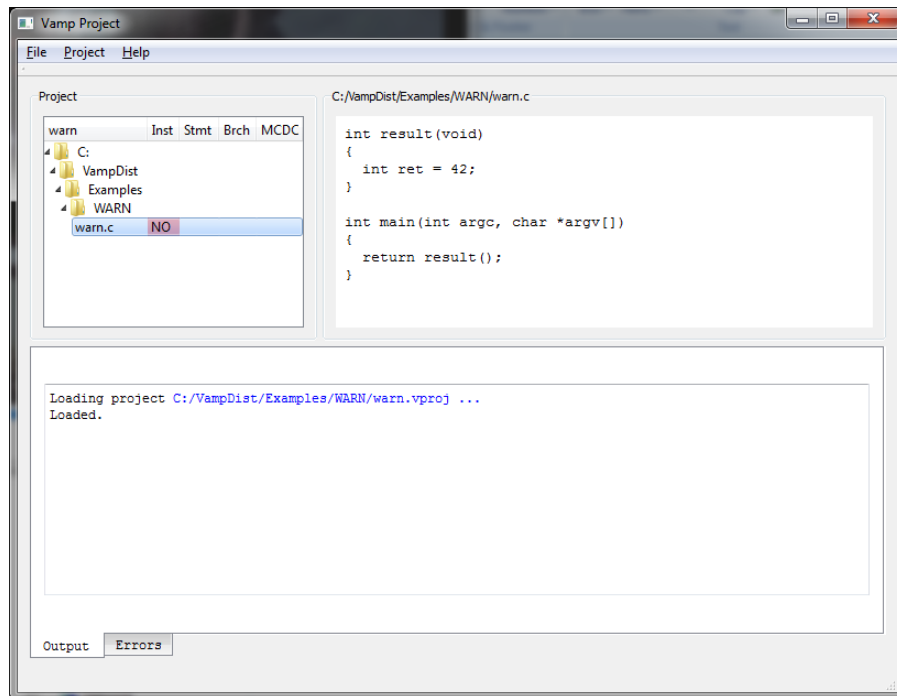 Vamp Project
File Project Help
Project
warn Inst Stmt Brch MCDC
C:
VampDist
Examples
WARN
warn.c NO
C:/VampDist/Examples/WARN/warn.c
int result(void)
{
  int ret = 42;
}
int main(int argc, char *argv[])
{
  return result();
}
Loading project C:/VampDist/Examples/WARN/warn.vproj ...
Loaded.
Output Errors